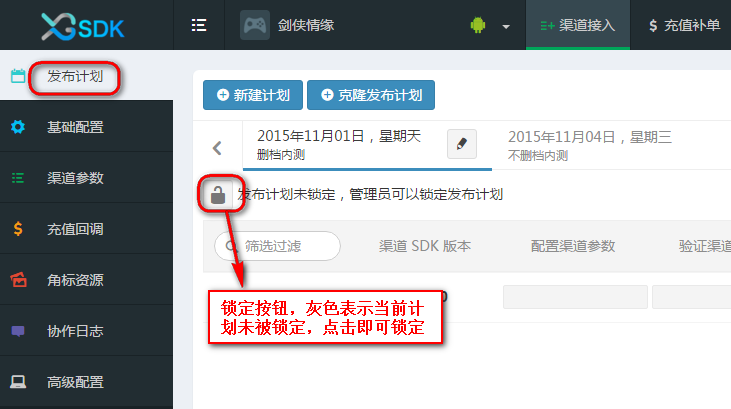 XGSDK
剑侠情缘
渠道接入
充值补单
发布计划
基础配置
渠道参数
充值回调
角标资源
协作日志
高级配置
新建计划
克隆发布计划
2015年11月01日，星期天
删档内测
2015年11月04日，星期三
不删档内测
发布计划未锁定，管理员可以锁定发布计划
筛选过滤
渠道 SDK 版本
配置渠道参数
验证渠道
锁定按钮，灰色表示当前计
划未被锁定，点击即可锁定